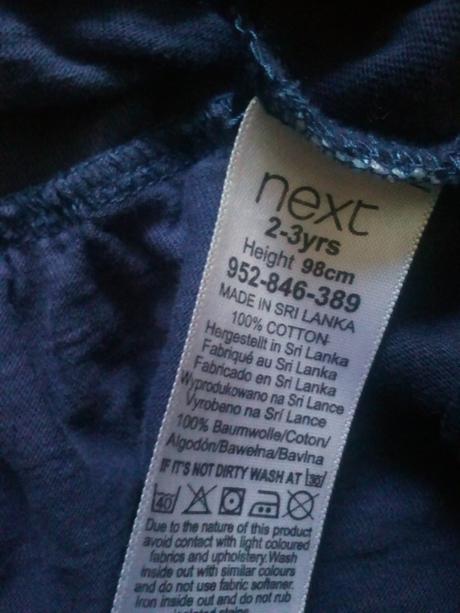 next
2-3yrs
Height 98cm
952-846-389
MADE IN SRI LANKA
100% COTTON
Hergestellt in Sri Lanka
Fabriqué au Sri Lanka
Fabricado en Sri Lanka
Wyprodukowano na Sri Lance
Vyrobeno na Srí Lance
100% Baumwolle/Coton/
Algodón/Bawełna/Bavlna
IF IT'S NOT DIRTY WASH AT 30
40
Due to the nature of this product
avoid contact with light coloured
fabrics and upholstery. Wash
inside out with similar colours
and do not use fabric softener.
Iron inside out and do not rub